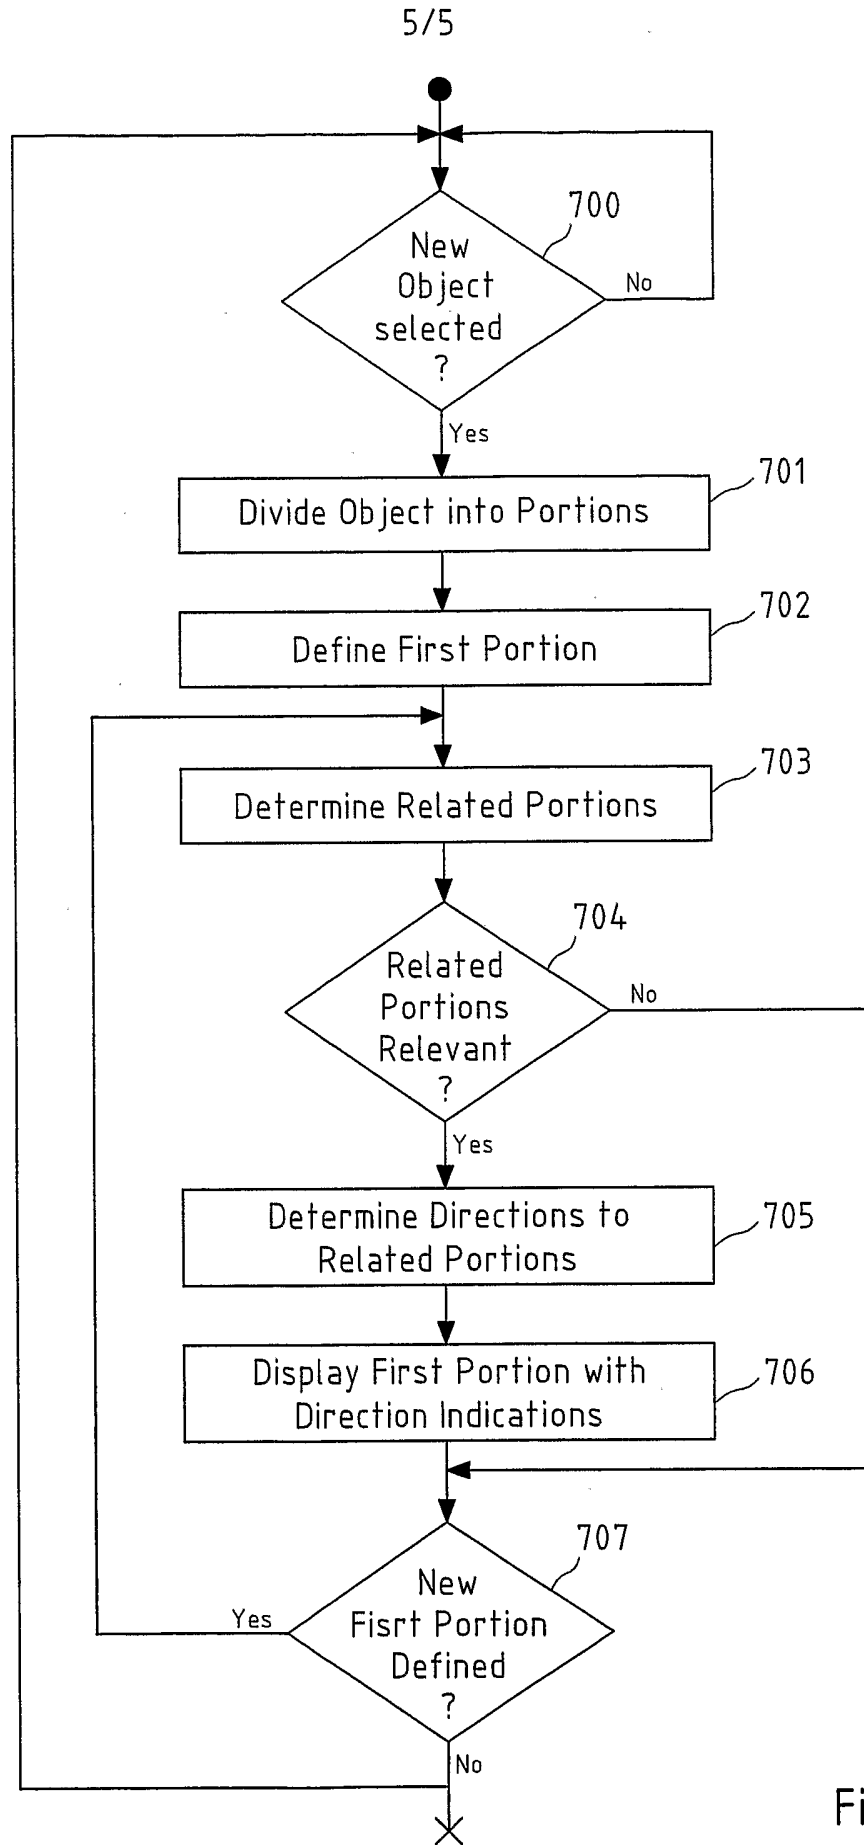 5/5
700
New
Object
selected
?
No
Yes
701
Divide Object into Portions
702
Define First Portion
703
Determine Related Portions
704
Related
Portions
Relevant
?
No
Yes
705
Determine Directions to
Related Portions
706
Display First Portion with
Direction Indications
707
New
Fisrt Portion
Defined
?
Yes
No
Fi